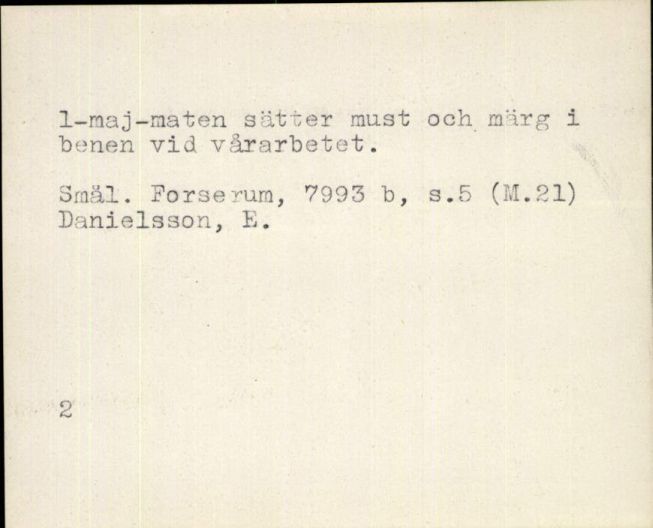 1-maj-maten sätter must och märg i
benen vid vårarbetet.
Smål. Forserum, 7993 b, s.5 (M.21)
Danielsson, E.
2